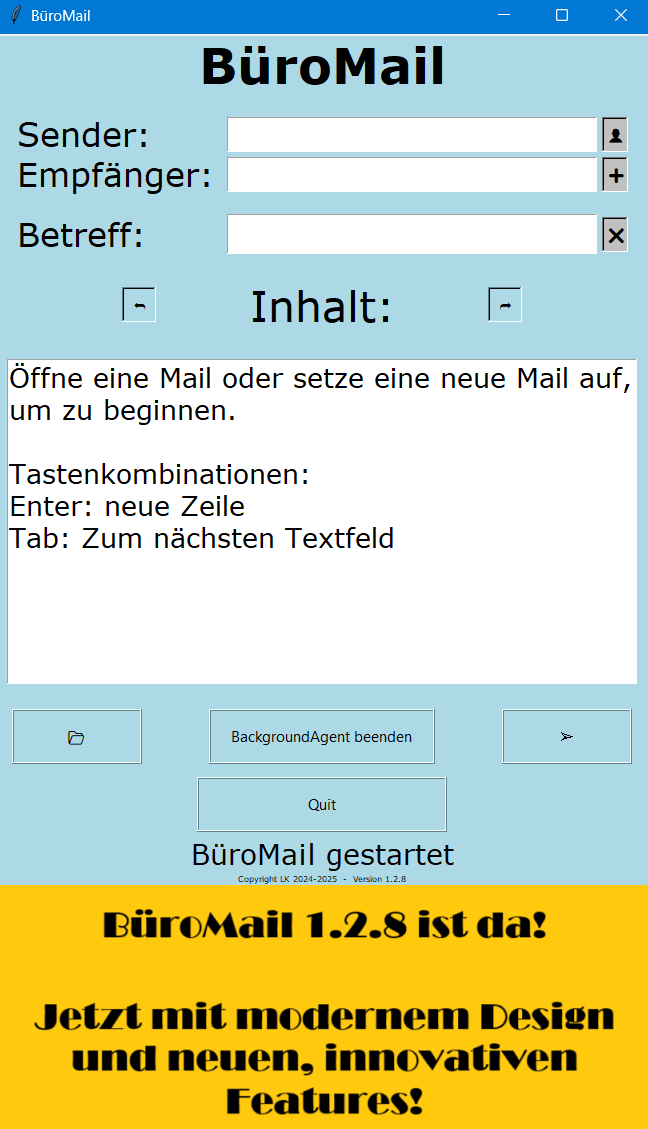 BüroMail
BüroMail
Sender:
Empfänger:
Betreff:
Inhalt:
Öffne eine Mail oder setze eine neue Mail auf,
um zu beginnen.
Tastenkombinationen:
Enter: neue Zeile
Tab: Zum nächsten Textfeld
BackgroundAgent beenden
Quit
BüroMail gestartet
Copyright LK 2024-2025 - Version 1.2.8
BüroMail 1.2.8 ist da!
Jetzt mit modernem Design
und neuen, innovativen
Features!